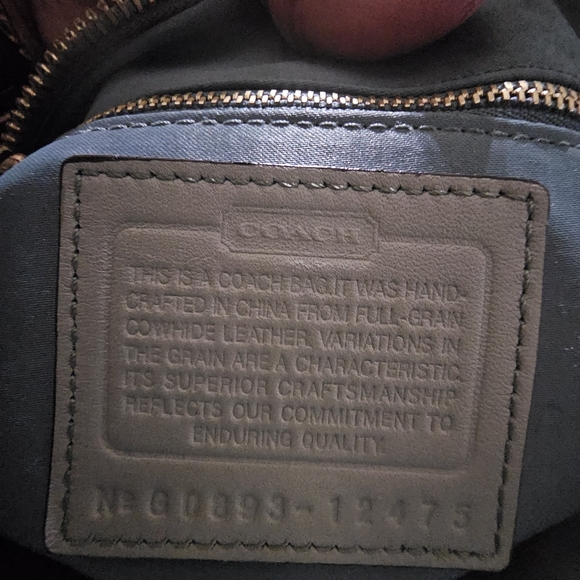 COACH
THIS IS A COACH BAG.IT WAS HAND-
CRAFTED IN CHINA FROM FULL-GRAIN
COWHIDE LEATHER. VARIATIONS IN
THE GRAIN ARE A CHARACTERISTIC.
ITS SUPERIOR CRAFTSMANSHIP
REFLECTS OUR COMMITMENT TO
ENDURING QUALITY.
No G0893-12475